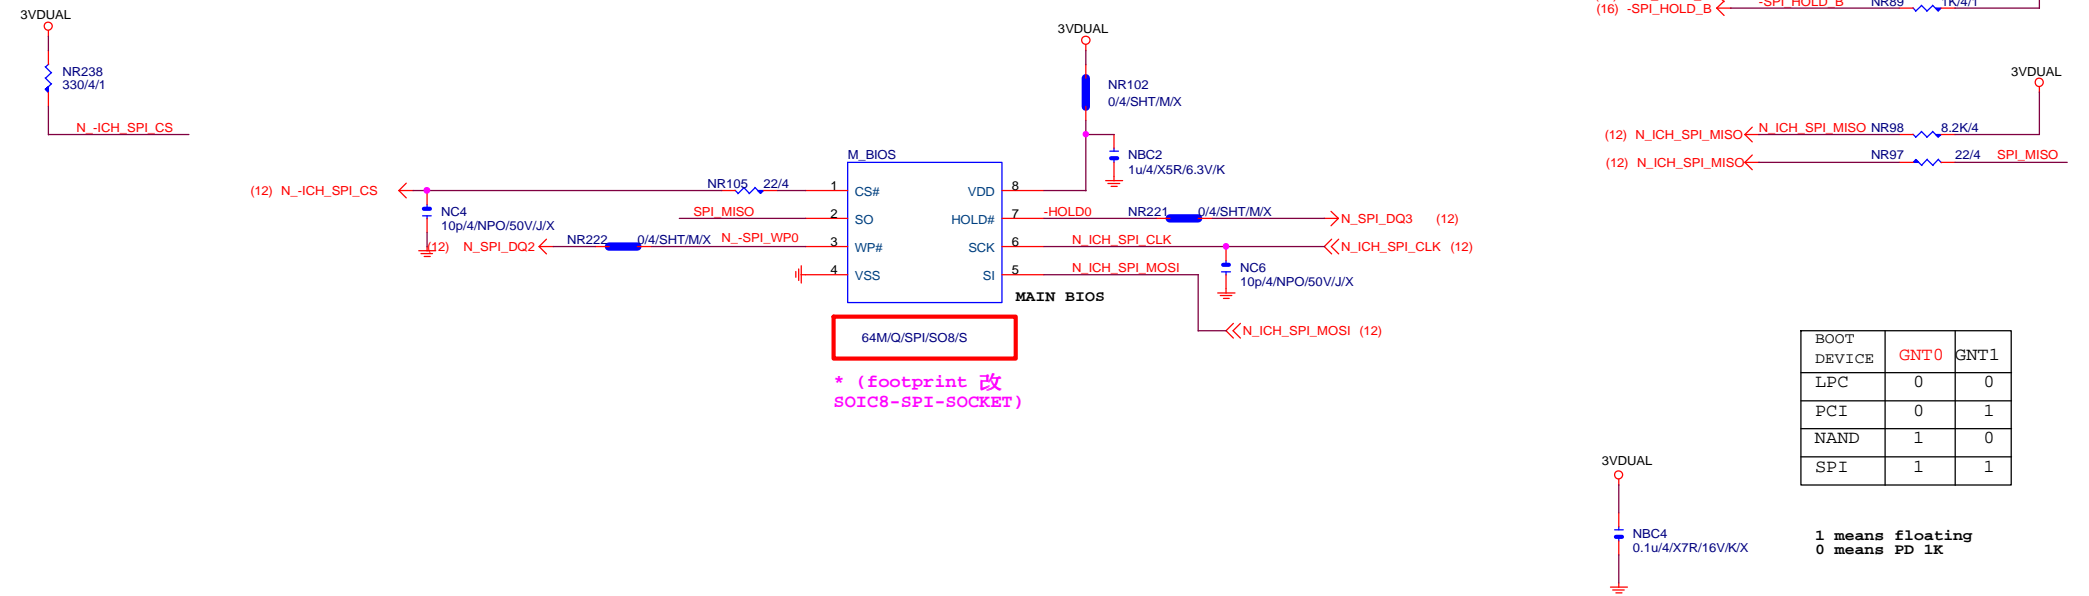 3VDUAL
NR238
330/4/1
N_-ICH_SPI_CS
3VDUAL
NR102
0/4/SHT/M/X
NBC2
1u/4/X5R/6.3V/K
M_BIOS
(12) N_-ICH_SPI_CS
NR105 22/4
1 CS#
VDD 8
NC4
10p/4/NPO/50V/J/X
SPI_MISO
2 SO
HOLD# 7
-HOLD0 NR221 0/4/SHT/M/X
N_SPI_DQ3 (12)
(12) N_SPI_DQ2
NR222 0/4/SHT/M/X N_-SPI_WP0
3 WP#
SCK 6
N_ICH_SPI_CLK
N_ICH_SPI_CLK (12)
4 VSS
SI 5
N_ICH_SPI_MOSI
NC6
10p/4/NPO/50V/J/X
MAIN BIOS
N_ICH_SPI_MOSI (12)
64M/Q/SPI/SO8/S
* (footprint 改
SOIC8-SPI-SOCKET)
(16) -SPI_HOLD_B -SPI_HOLD_B NR89 1K/4/1
3VDUAL
(12) N_ICH_SPI_MISO N_ICH_SPI_MISO NR98 8.2K/4
(12) N_ICH_SPI_MISO NR97 22/4 SPI_MISO
BOOT
DEVICE GNT0 GNT1
LPC 0 0
PCI 0 1
NAND 1 0
SPI 1 1
1 means floating
0 means PD 1K
3VDUAL
NBC4
0.1u/4/X7R/16V/K/X